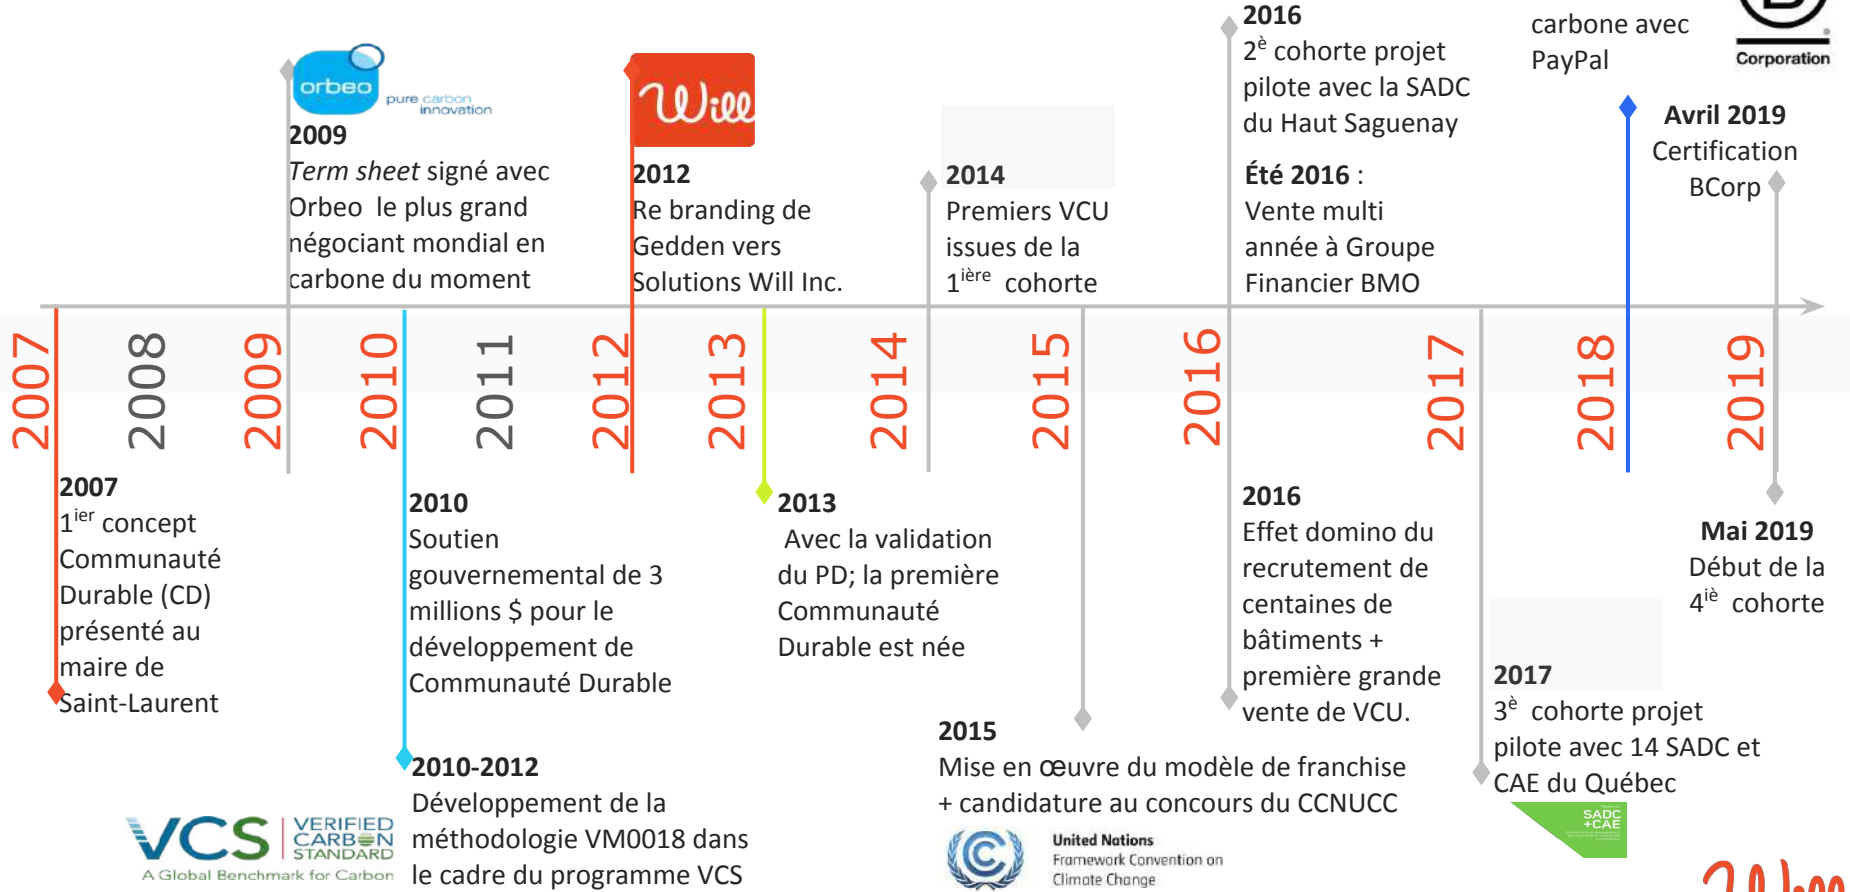 orbeo
pure carbon
innovation
2009
Term sheet signé avec
Orbeo le plus grand
négociant mondial en
carbone du moment
Will
2012
Re branding de
Gedden vers
Solutions Will Inc.
2014
Premiers VCU
issues de la
1ière cohorte
2016
2è cohorte projet
pilote avec la SADC
du Haut Saguenay
Été 2016 :
Vente multi
année à Groupe
Financier BMO
carbone avec
PayPal
B
Corporation
Avril 2019
Certification
BCorp
2007
2008
2009
2010
2011
2012
2013
2014
2015
2016
2017
2018
2019
2007
1ier concept
Communauté
Durable (CD)
présenté au
maire de
Saint-Laurent
2010
Soutien
gouvernemental de 3
millions $ pour le
développement de
Communauté Durable
2010-2012
Développement de la
méthodologie VM0018 dans
le cadre du programme VCS
VCS
VERIFIED
CARBON
STANDARD
A Global Benchmark for Carbon
2013
Avec la validation
du PD; la première
Communauté
Durable est née
2015
Mise en œuvre du modèle de franchise
+ candidature au concours du CCNUCC
United Nations
Framework Convention on
Climate Change
2016
Effet domino du
recrutement de
centaines de
bâtiments +
première grande
vente de VCU.
2017
3è cohorte projet
pilote avec 14 SADC et
CAE du Québec
SADC
+CAE
Mai 2019
Début de la
4iè cohorte
Will